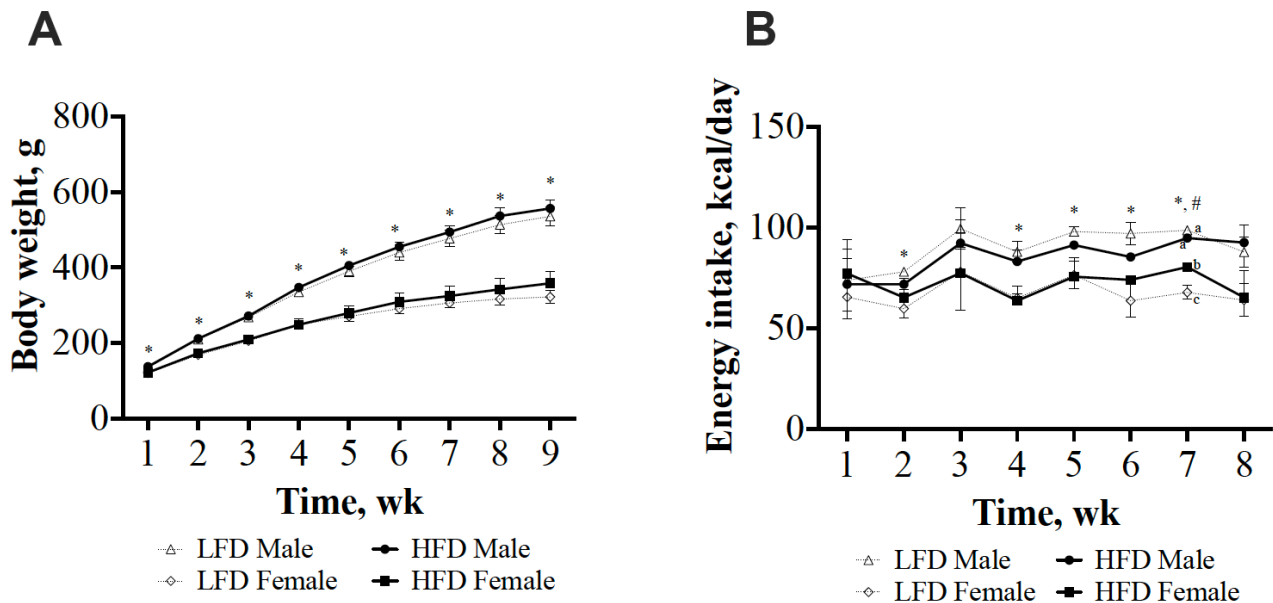 A
Body weight, g
800
600
400
200
0
* * * * * * * * *
1 2 3 4 5 6 7 8 9
Time, wk
LFD Male HFD Male
LFD Female HFD Female
B
Energy intake, kcal/day
150
100
50
0
* * * * *, #
a
a
b
c
1 2 3 4 5 6 7 8
Time, wk
LFD Male HFD Male
LFD Female HFD Female